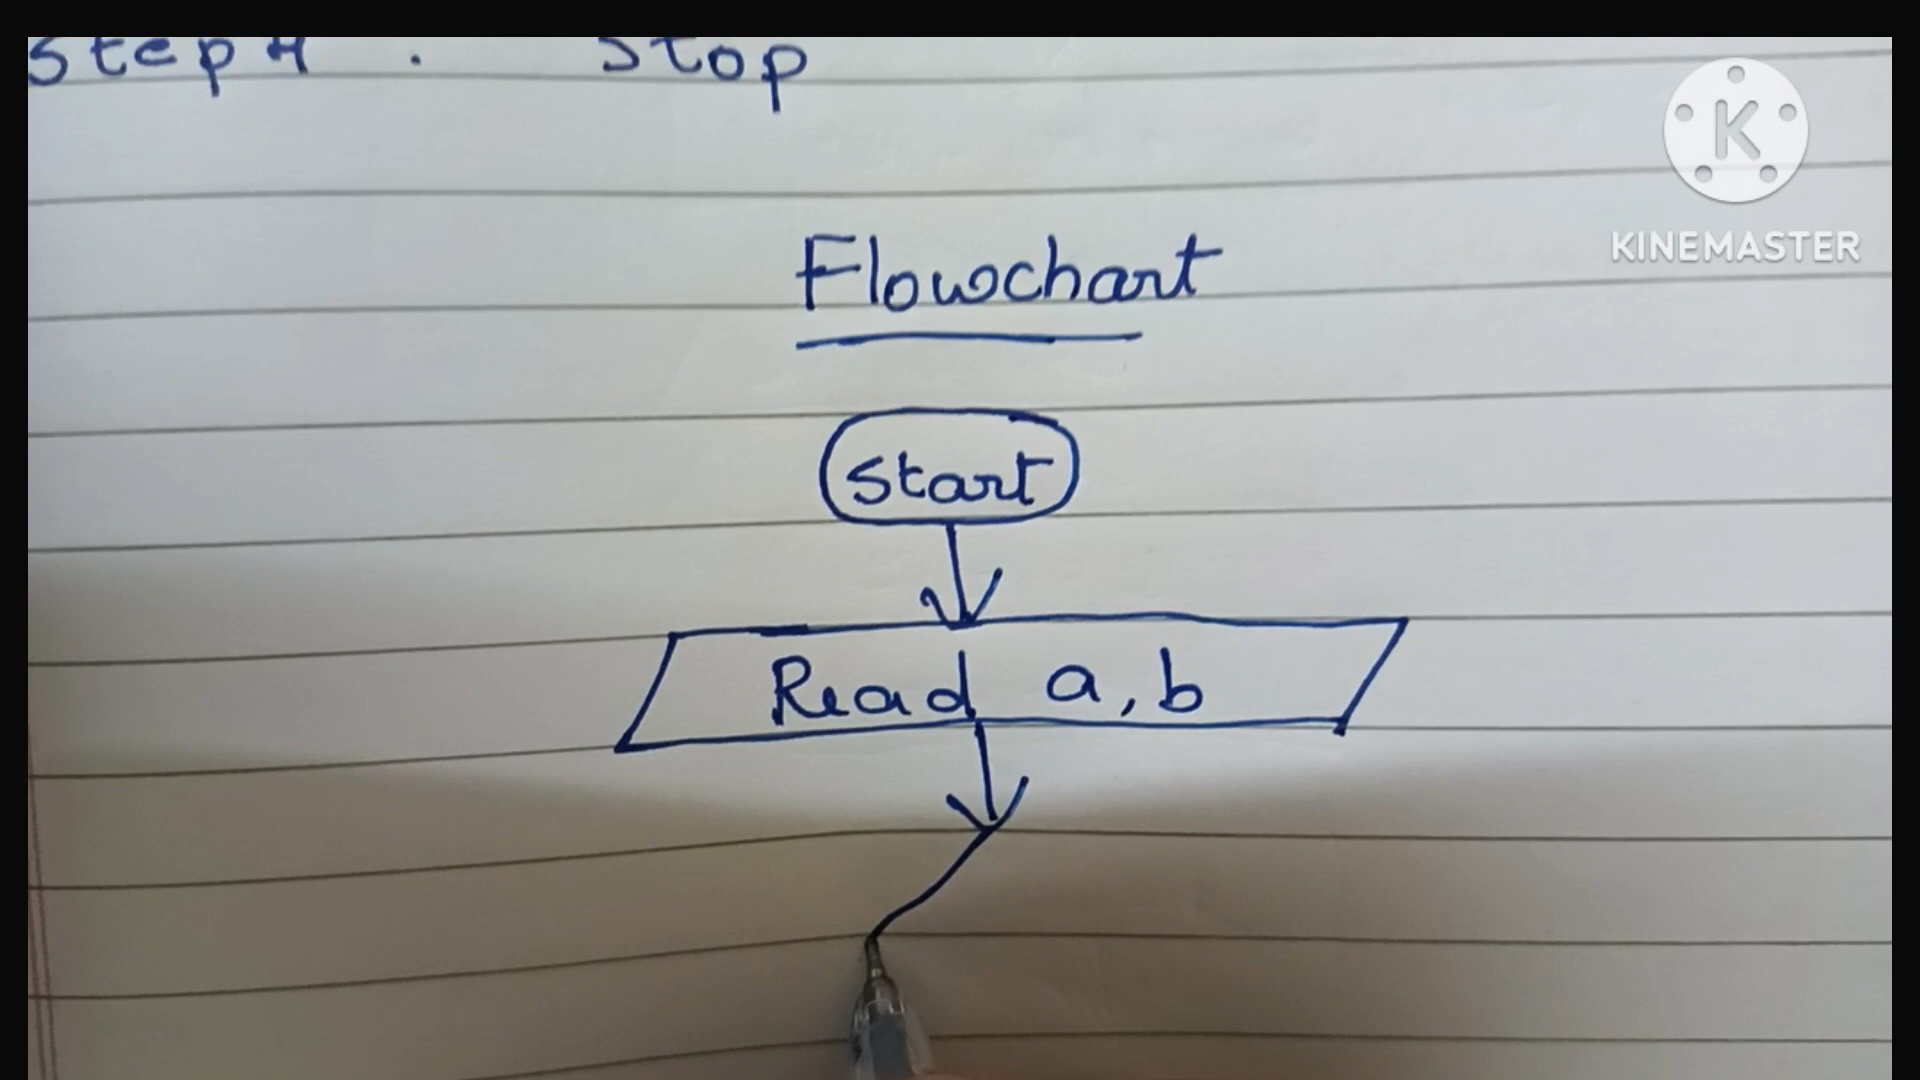 Step 4 . Stop
K
KINEMASTER
Flowchart
Start
Read a, b